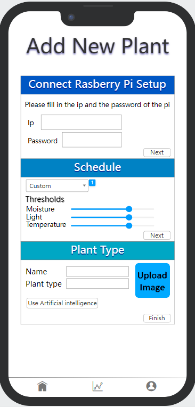 Add New Plant
Connect Rasberry Pi Setup
Please fill in the ip and the password of the pi
Ip
Password
Next
Schedule
Custom
Thresholds
Moisture
Light
Temperature
Next
Plant Type
Name
Plant type
Upload
Image
Use Artificial intelligence
Finish